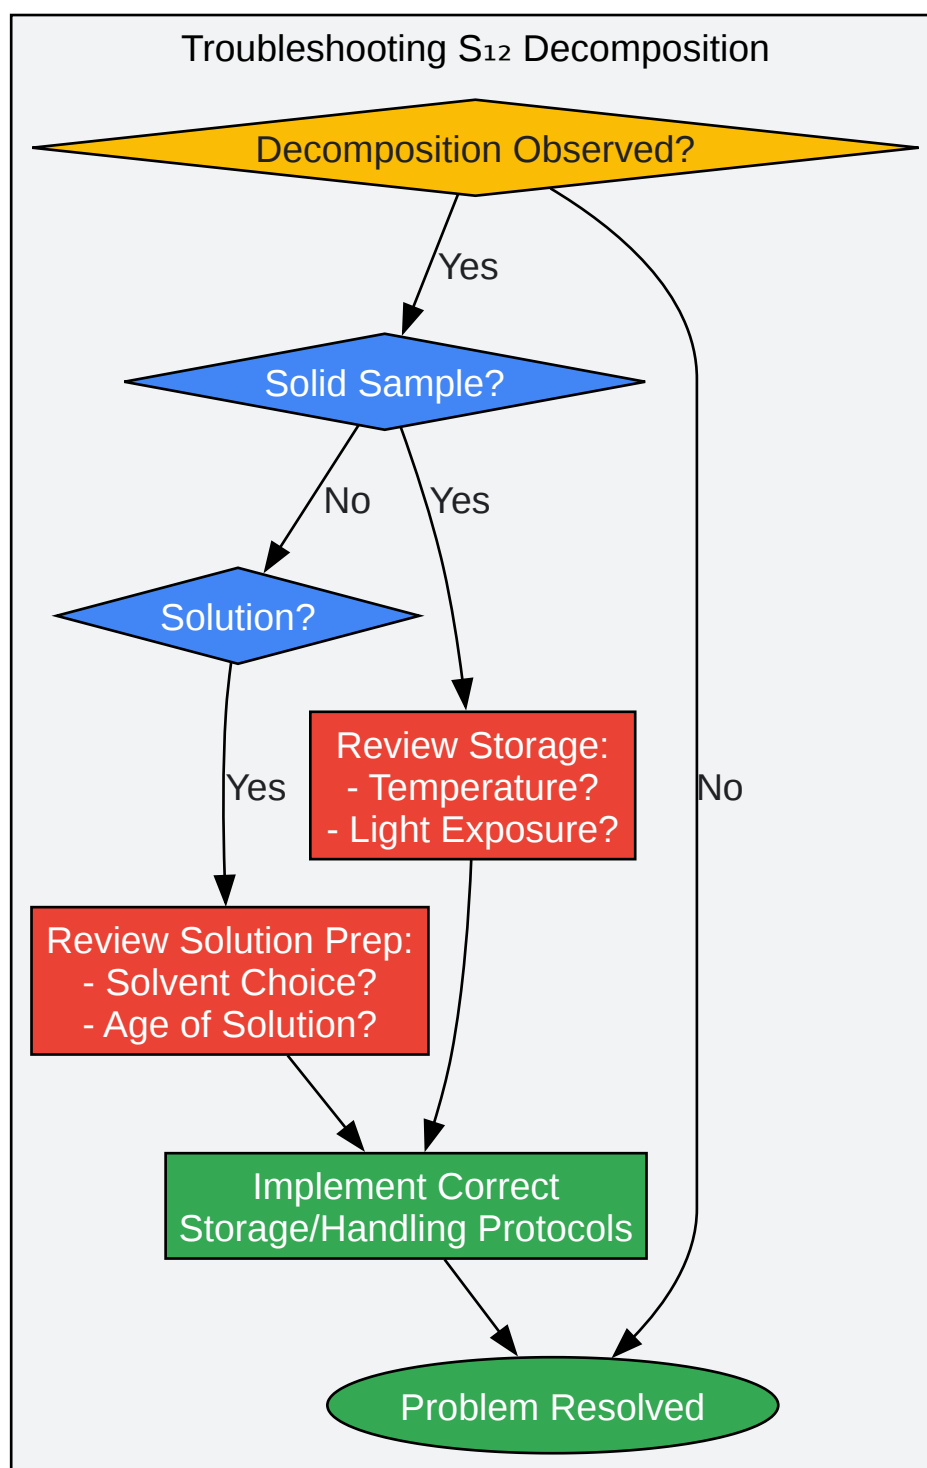 Troubleshooting S₁₂ Decomposition
Decomposition Observed?
Yes
Solid Sample?
No
Yes
Solution?
Review Storage:
- Temperature?
- Light Exposure?
Yes
No
Review Solution Prep:
- Solvent Choice?
- Age of Solution?
Implement Correct
Storage/Handling Protocols
Problem Resolved